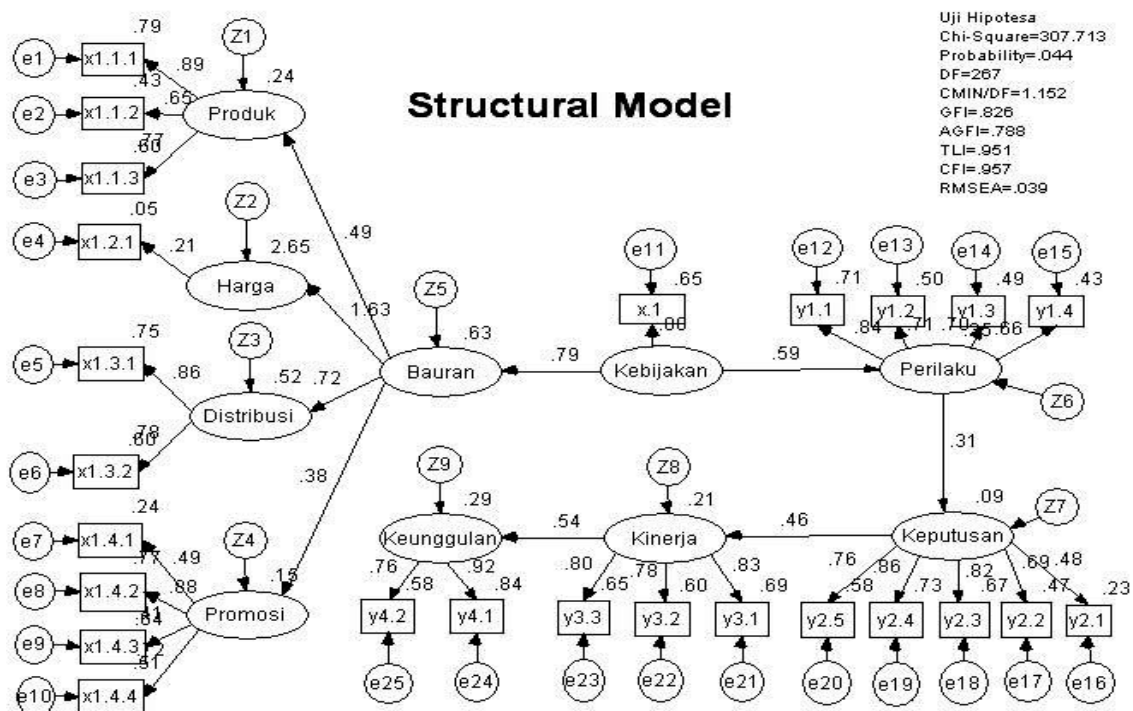 Uji Hipotesa
Chi-Square=307.713
Probability=.044
DF=267
CMIN/DF=1.152
GFI=.826
AGFI=.788
TLI=.951
CFI=.957
RMSEA=.039
Structural Model
.79
e1 x1.1.1 Z1
.89 .24
.43
e2 x1.1.2 .65 Produk
.77
.60
e3 x1.1.3
.05 Z2
e4 x1.2.1 .21 2.65 .49
Harga
1.63
.75 Z3
e5 x1.3.1 .86 .52 .72
Distribusi
.78
.60
e6 x1.3.2
.38
.24
e7 x1.4.1 Z4
.77 .49
e8 x1.4.2 .88 .15
Promosi
.64
e9 x1.4.3
.51
e10 x1.4.4
Z5 .63
Bauran
.79
e11 .65
x.1
Kebijakan
.59
e12 e13 e14 e15
.71 .50 .49 .43
y1.1 y1.2 y1.3 y1.4
.84 .71 .70 .66
Perilaku
Z6
.31
Z9 Z8 .09 Z7
.29 .21
Keunggulan .54 Kinerja .46 Keputusan
.76 .92 .80 .78 .83 .76 .86 .82 .69 .48
.58 .84 .65 .60 .69 .58 .73 .67 .47 .23
y4.2 y4.1 y3.3 y3.2 y3.1 y2.5 y2.4 y2.3 y2.2 y2.1
e25 e24 e23 e22 e21 e20 e19 e18 e17 e16